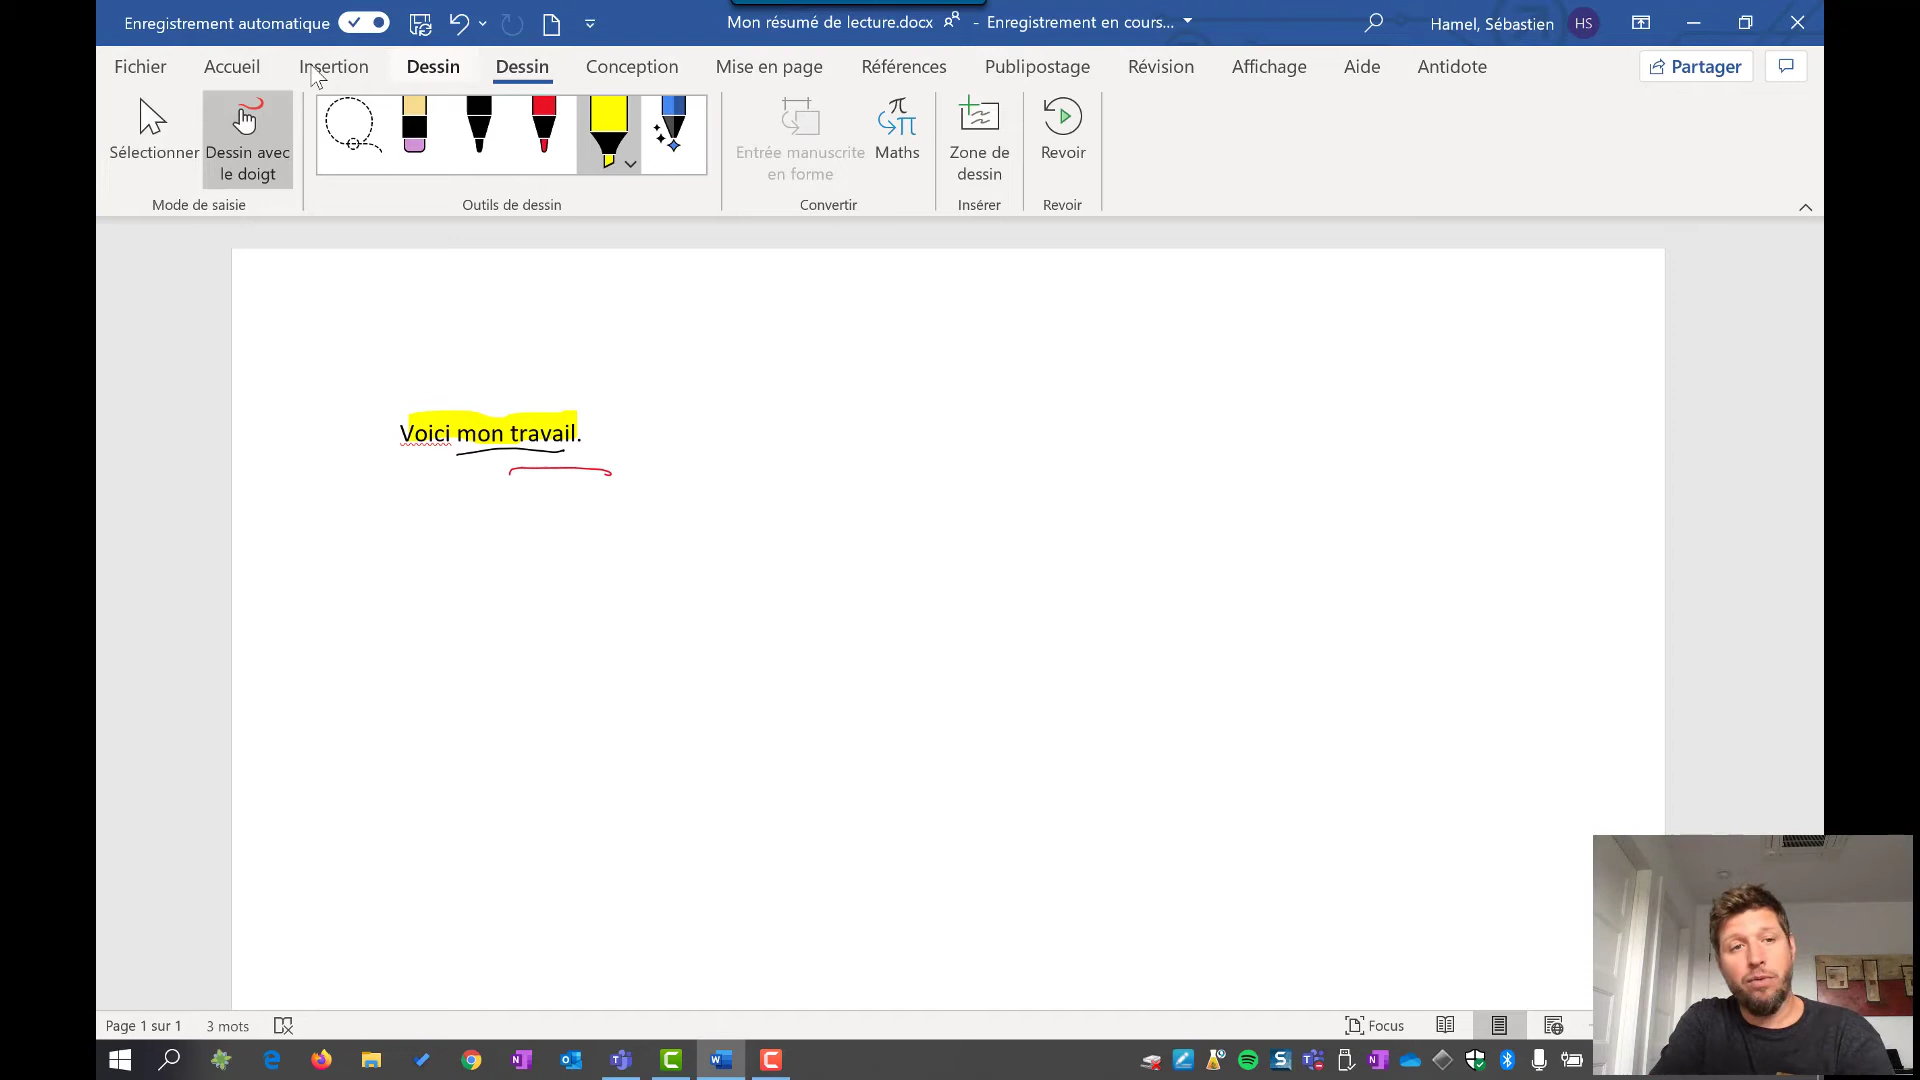 Enregistrement automatique
Mon résumé de lecture.docx - Enregistrement en cours...
Hamel, Sébastien HS
Fichier Accueil Insertion Dessin Dessin Conception Mise en page Références Publipostage Révision Affichage Aide Antidote Partager
Sélectionner
Dessin avec le doigt
Mode de saisie
Outils de dessin
Entrée manuscrite en forme
Maths
Convertir
Zone de dessin
Insérer
Revoir
Revoir
Voici mon travail.
Page 1 sur 1 3 mots
Focus